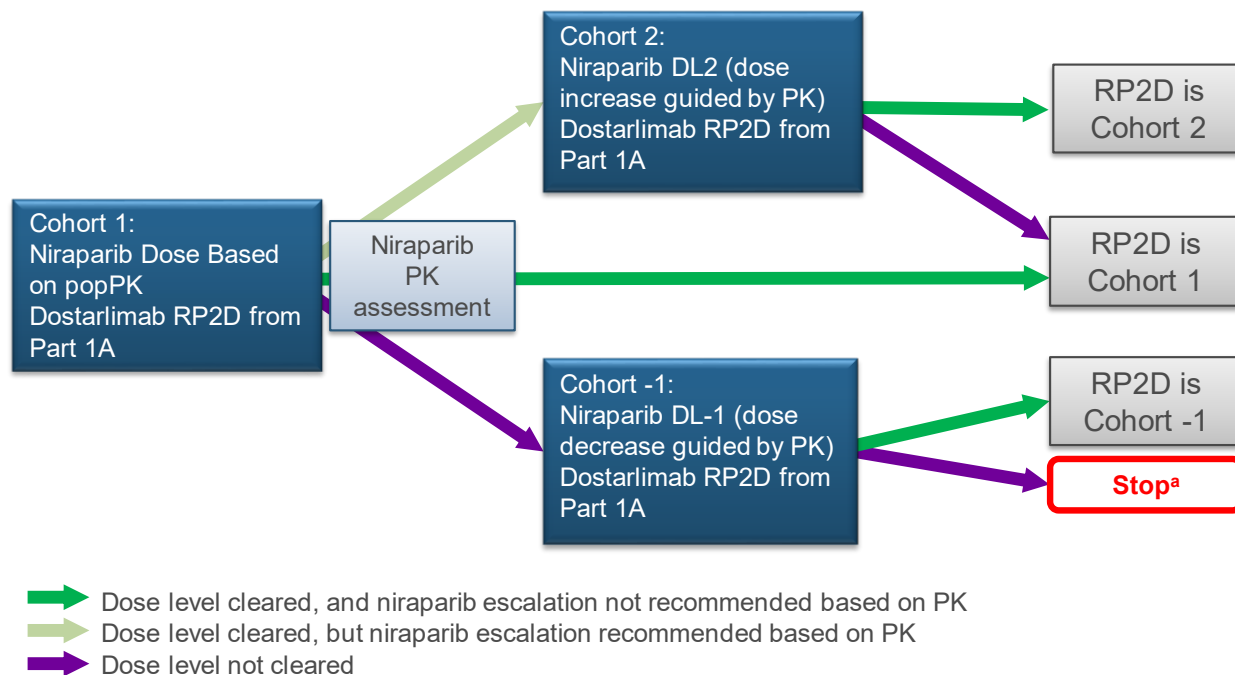 Cohort 2:
Niraparib DL2 (dose
increase guided by PK)
Dostarlimab RP2D from
Part 1A
RP2D is
Cohort 2
Cohort 1:
Niraparib Dose Based
on popPK
Dostarlimab RP2D from
Part 1A
Niraparib
PK
assessment
RP2D is
Cohort 1
Cohort -1:
Niraparib DL-1 (dose
decrease guided by PK)
Dostarlimab RP2D from
Part 1A
RP2D is
Cohort -1
Stopᵃ
Dose level cleared, and niraparib escalation not recommended based on PK
Dose level cleared, but niraparib escalation recommended based on PK
Dose level not cleared